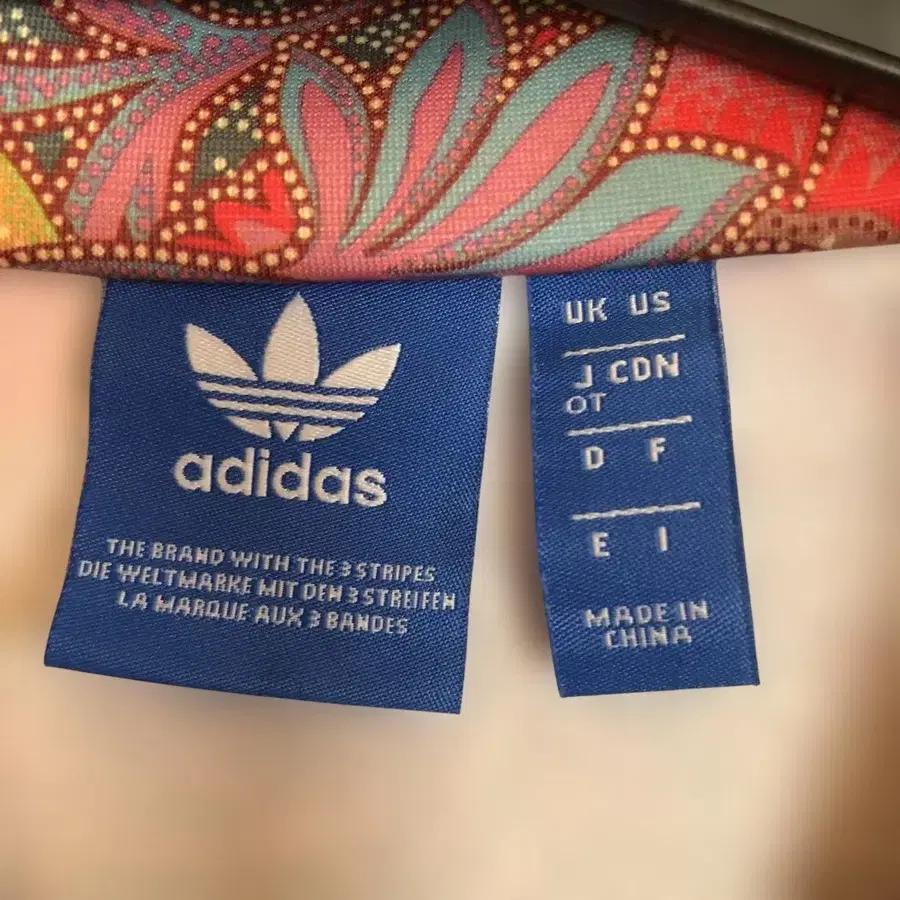 adidas
THE BRAND WITH THE 3 STRIPES
DIE WELTMARKE MIT DEN 3 STREIFEN
LA MARQUE AUX 3 BANDES
UK US
J CDN
OT
D F
E I
MADE IN
CHINA